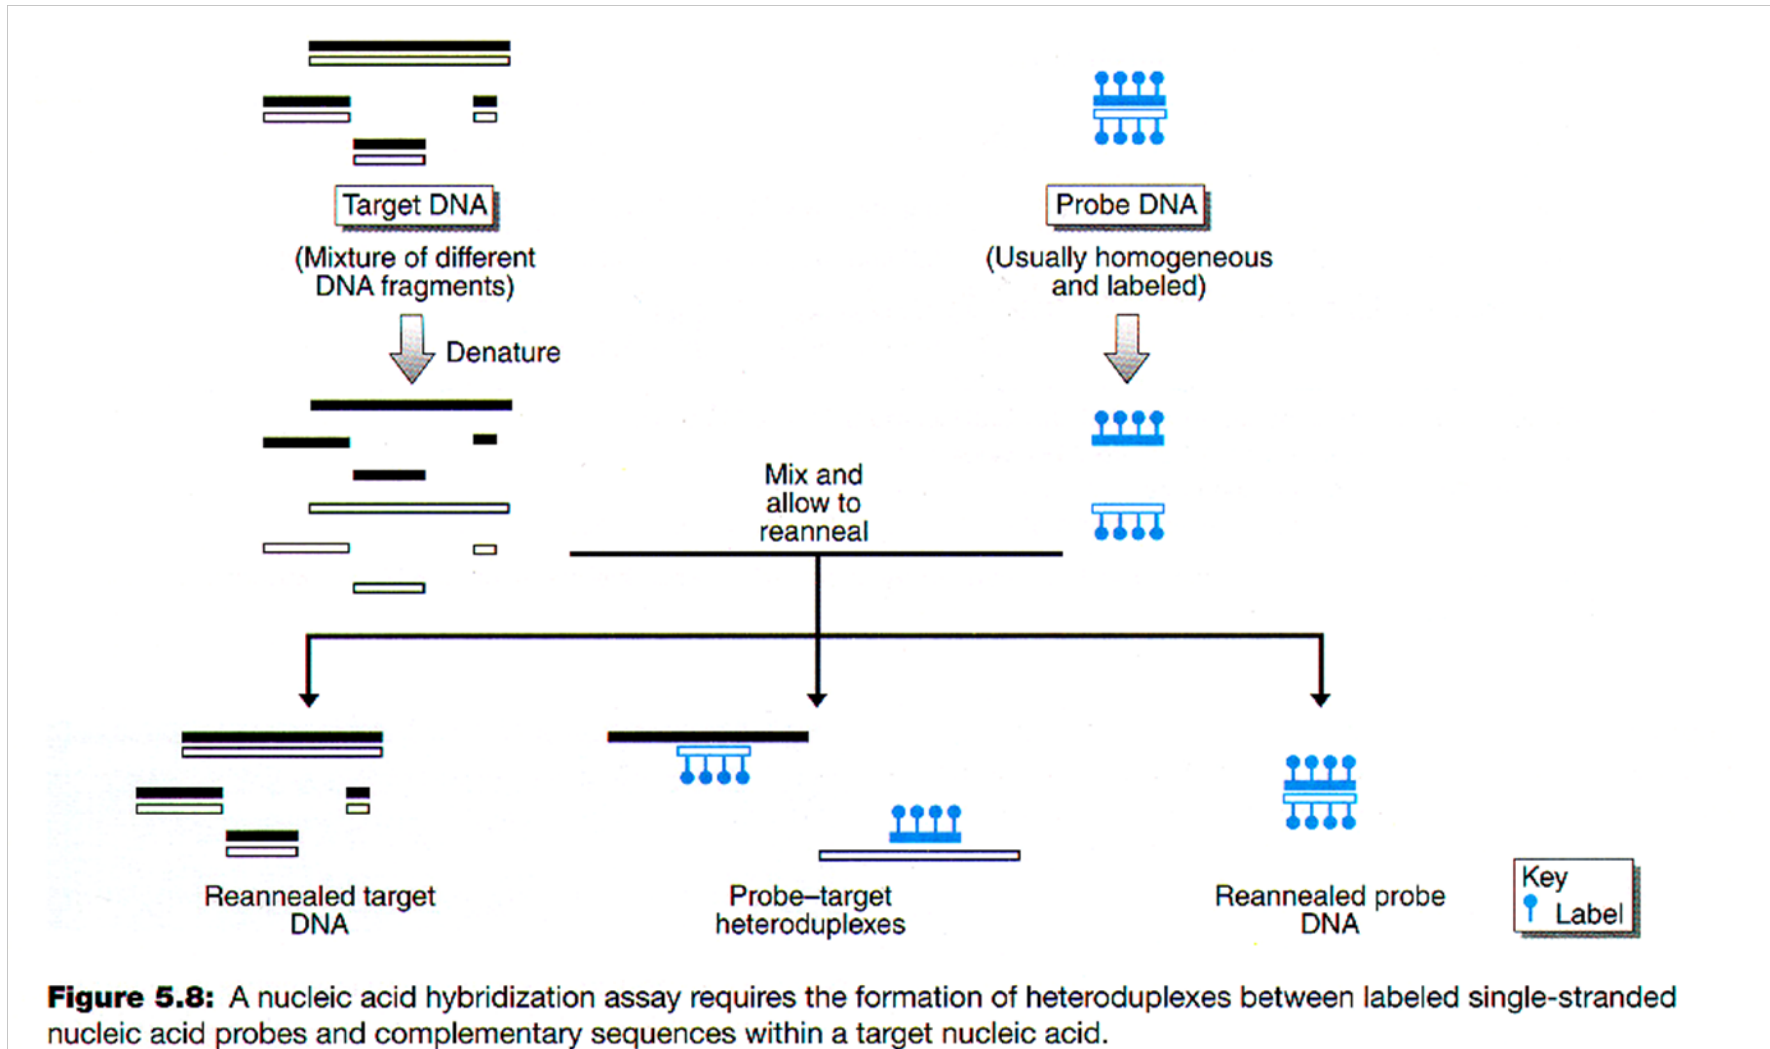 Target DNA
(Mixture of different
DNA fragments)
Denature
Probe DNA
(Usually homogeneous
and labeled)
Mix and
allow to
reanneal
Reannealed target
DNA
Probe–target
heteroduplexes
Reannealed probe
DNA
Key
Label
Figure 5.8: A nucleic acid hybridization assay requires the formation of heteroduplexes between labeled single-stranded
nucleic acid probes and complementary sequences within a target nucleic acid.